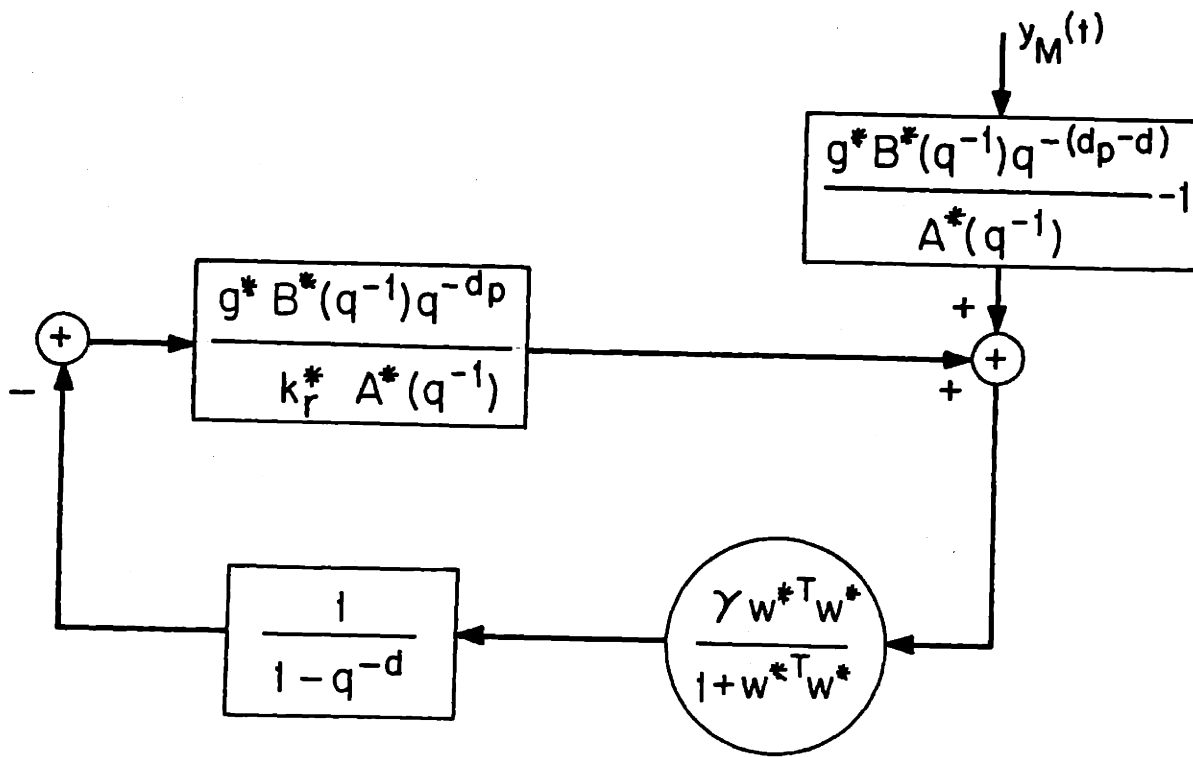 y_M(t)
g* B*(q⁻¹) q^-(d_p-d)
A*(q⁻¹)
-1
+
g* B*(q⁻¹) q^-d_p
k_r* A*(q⁻¹)
+
+
+
-
1
1 - q^-d
γ w*ᵀ w*
1 + w*ᵀ w*